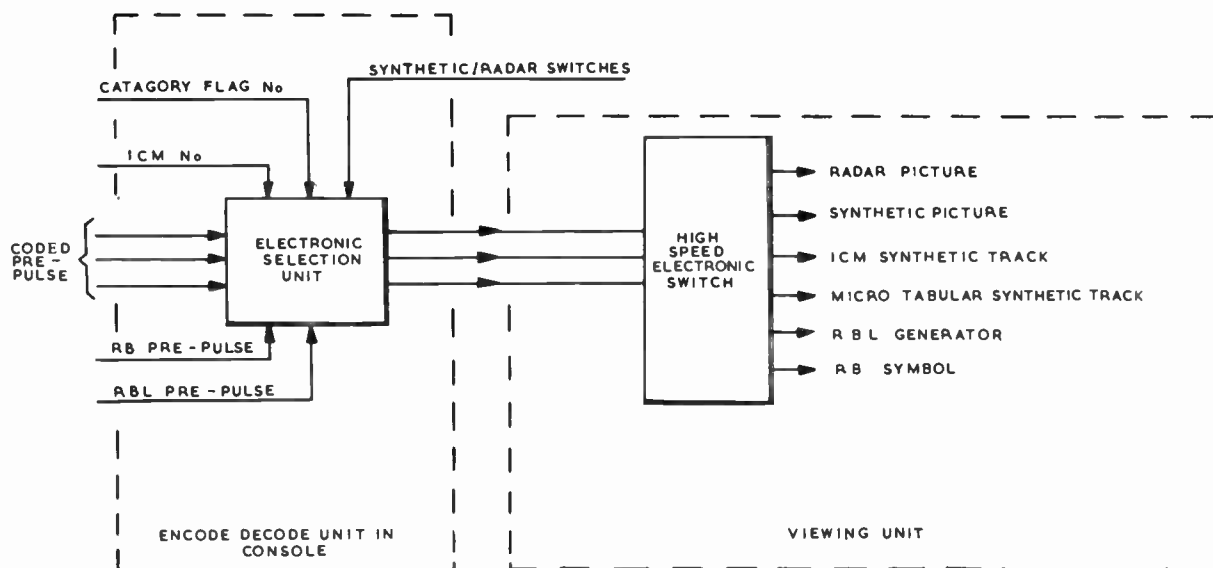 SYNTHETIC/RADAR SWITCHES
CATAGORY FLAG No
ICM No
CODED
PRE-
PULSE
ELECTRONIC
SELECTION
UNIT
RB PRE-PULSE
RBL PRE-PULSE
HIGH
SPEED
ELECTRONIC
SWITCH
RADAR PICTURE
SYNTHETIC PICTURE
ICM SYNTHETIC TRACK
MICRO TABULAR SYNTHETIC TRACK
RBL GENERATOR
RB SYMBOL
ENCODE DECODE UNIT IN
CONSOLE
VIEWING UNIT